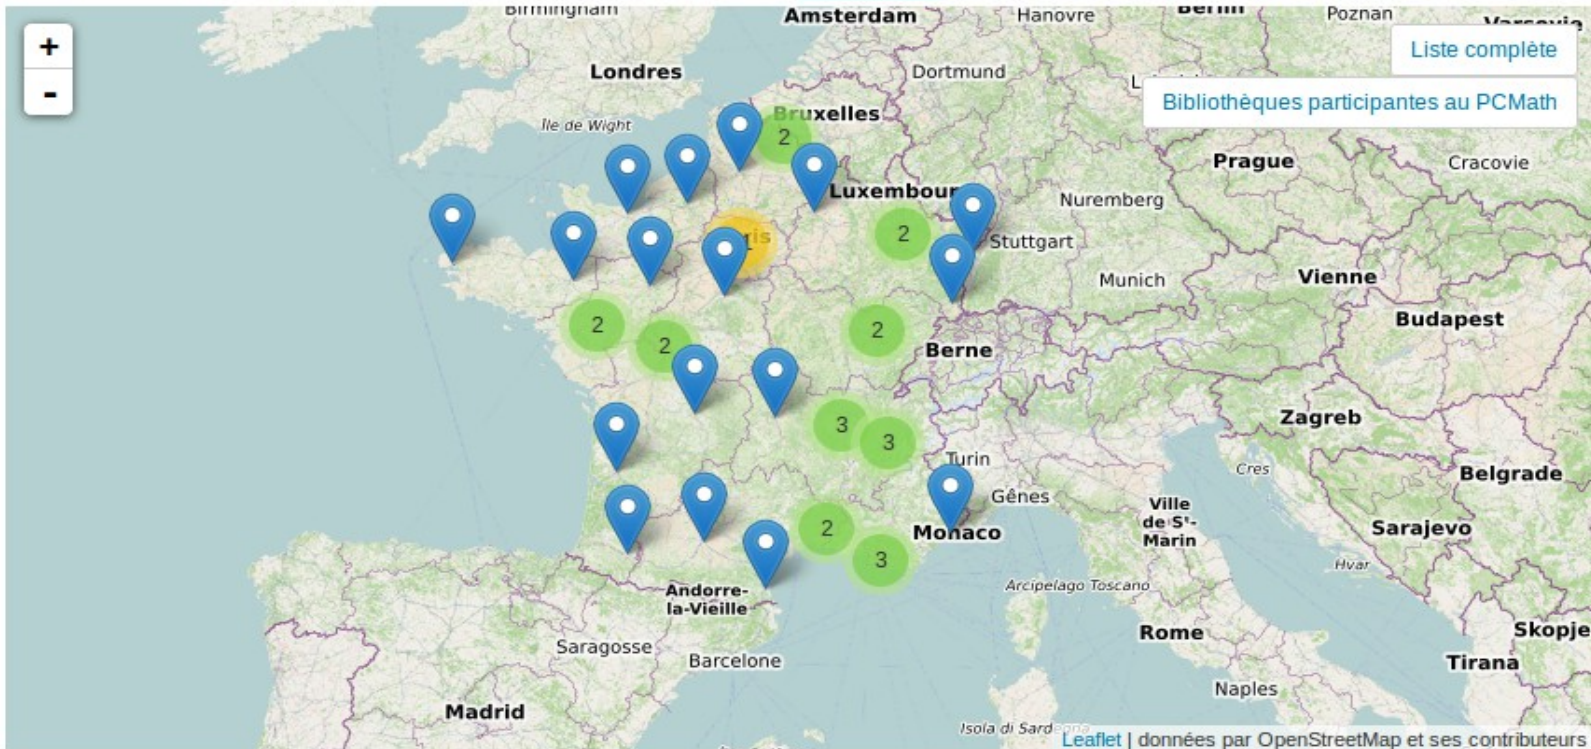 Birmingham
Amsterdam
Hanovre
Berlin
Poznan
Varsovie
+
-
Londres
Dortmund
Liste complète
Bibliothèques participantes au PCMath
Île de Wight
Bruxelles
2
Prague
Cracovie
Luxembour
Nuremberg
2
Stuttgart
Munich
Vienne
2
2
2
Berne
Budapest
3
3
Turin
Zagreb
Cres
Belgrade
Gênes
Ville
de Sᵗ-
Marin
2
Monaco
Sarajevo
3
Hvar
Andorre-
la-Vieille
Arcipelago Toscano
Rome
Skopje
Saragosse
Barcelone
Tirana
Naples
Madrid
Isola di Sardegna
Leaflet | données par OpenStreetMap et ses contributeurs